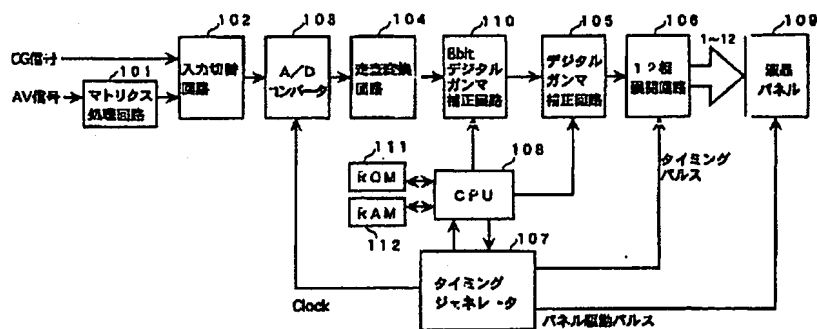 102
103
104
110
105
106
109
CG信号
AV信号
101
マトリクス
処理回路
入力切替
回路
A/D
コンバータ
走査変換
回路
8bit
デジタル
ガンマ
補正回路
デジタル
ガンマ
補正回路
12相
展開回路
1~12
液晶
パネル
111
ROM
RAM
112
108
CPU
タイミング
パルス
107
タイミング
ジェネレータ
Clock
パネル駆動パルス